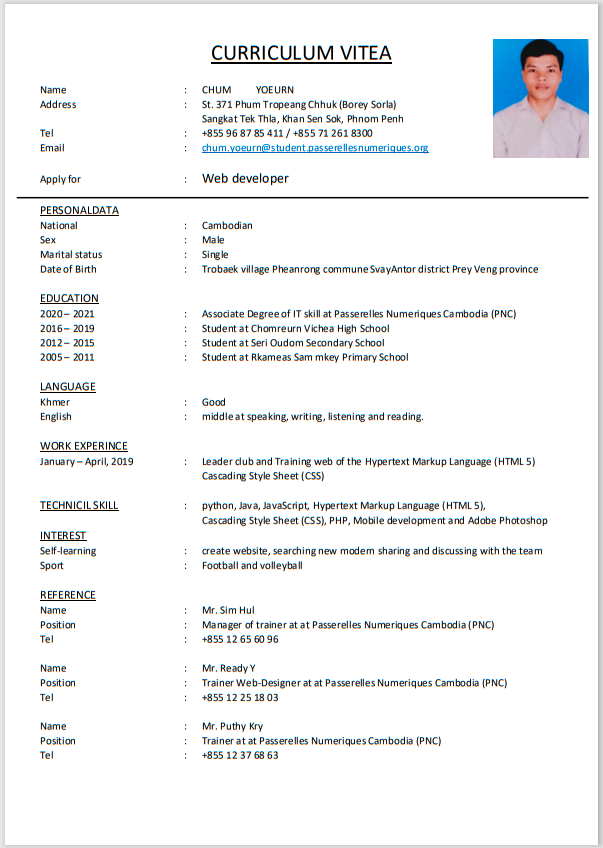 CURRICULUM VITEA
Name : CHUM YOEURN
Address : St. 371 Phum Tropeang Chhuk (Borey Sorla)
Sangkat Tek Thla, Khan Sen Sok, Phnom Penh
Tel : +855 96 87 85 411 / +855 71 261 8300
Email : chum.yoeurn@student.passerellesnumeriques.org
Apply for : Web developer
PERSONALDATA
National : Cambodian
Sex : Male
Marital status : Single
Date of Birth : Trobaek village Pheanrong commune SvayAntor district Prey Veng province
EDUCATION
2020 – 2021 : Associate Degree of IT skill at Passerelles Numeriques Cambodia (PNC)
2016 – 2019 : Student at Chomreurn Vichea High School
2012 – 2015 : Student at Seri Oudom Secondary School
2005 – 2011 : Student at Rkameas Sam mkey Primary School
LANGUAGE
Khmer : Good
English : middle at speaking, writing, listening and reading.
WORK EXPERINCE
January – April, 2019 : Leader club and Training web of the Hypertext Markup Language (HTML 5)
Cascading Style Sheet (CSS)
TECHNICIL SKILL : python, Java, JavaScript, Hypertext Markup Language (HTML 5),
Cascading Style Sheet (CSS), PHP, Mobile development and Adobe Photoshop
INTEREST
Self-learning : create website, searching new modern sharing and discussing with the team
Sport : Football and volleyball
REFERENCE
Name : Mr. Sim Hul
Position : Manager of trainer at at Passerelles Numeriques Cambodia (PNC)
Tel : +855 12 65 60 96
Name : Mr. Ready Y
Position : Trainer Web-Designer at at Passerelles Numeriques Cambodia (PNC)
Tel : +855 12 25 18 03
Name : Mr. Puthy Kry
Position : Trainer at at Passerelles Numeriques Cambodia (PNC)
Tel : +855 12 37 68 63